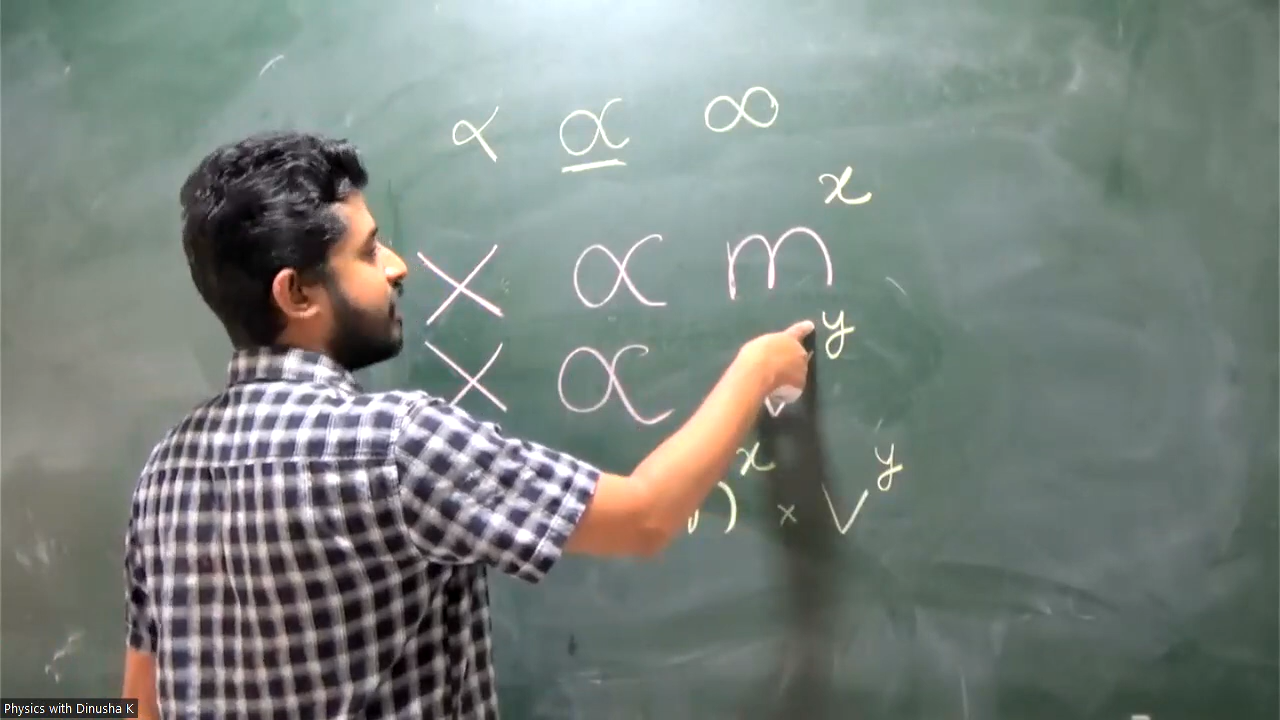 α ∝ ∞
X ∝ m^x
X ∝ v^y
m^x × v^y
Physics with Dinusha K